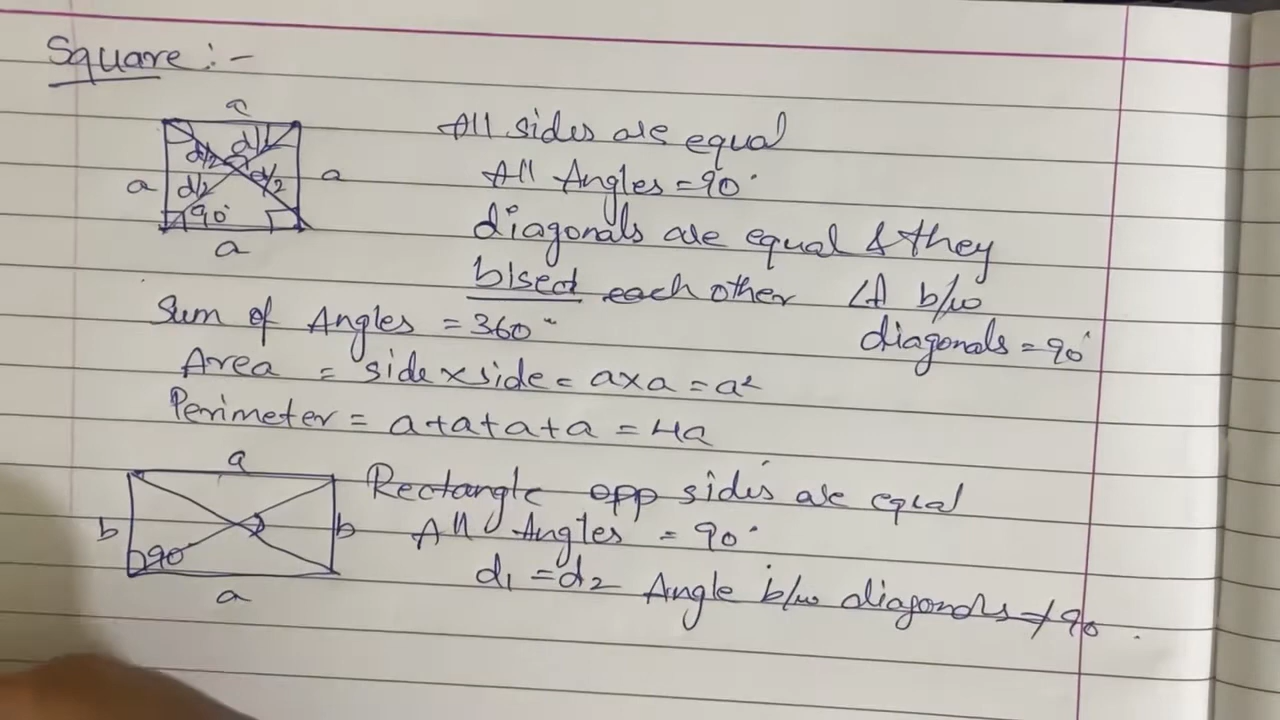 Square :-
a
All sides are equal
d/2 d/2
a d/2 d/2 a
All Angles = 90°
90°
a
diagonals are equal & they
bisect each other ∠A b/w
diagonals = 90°
Sum of Angles = 360°
Area = side x side = a x a = a²
Perimeter = a+a+a+a = 4a
a
Rectangle opp sides are equal
b b
All Angles = 90°
90°
d1 = d2 Angle b/w diagonals ≠ 90
a